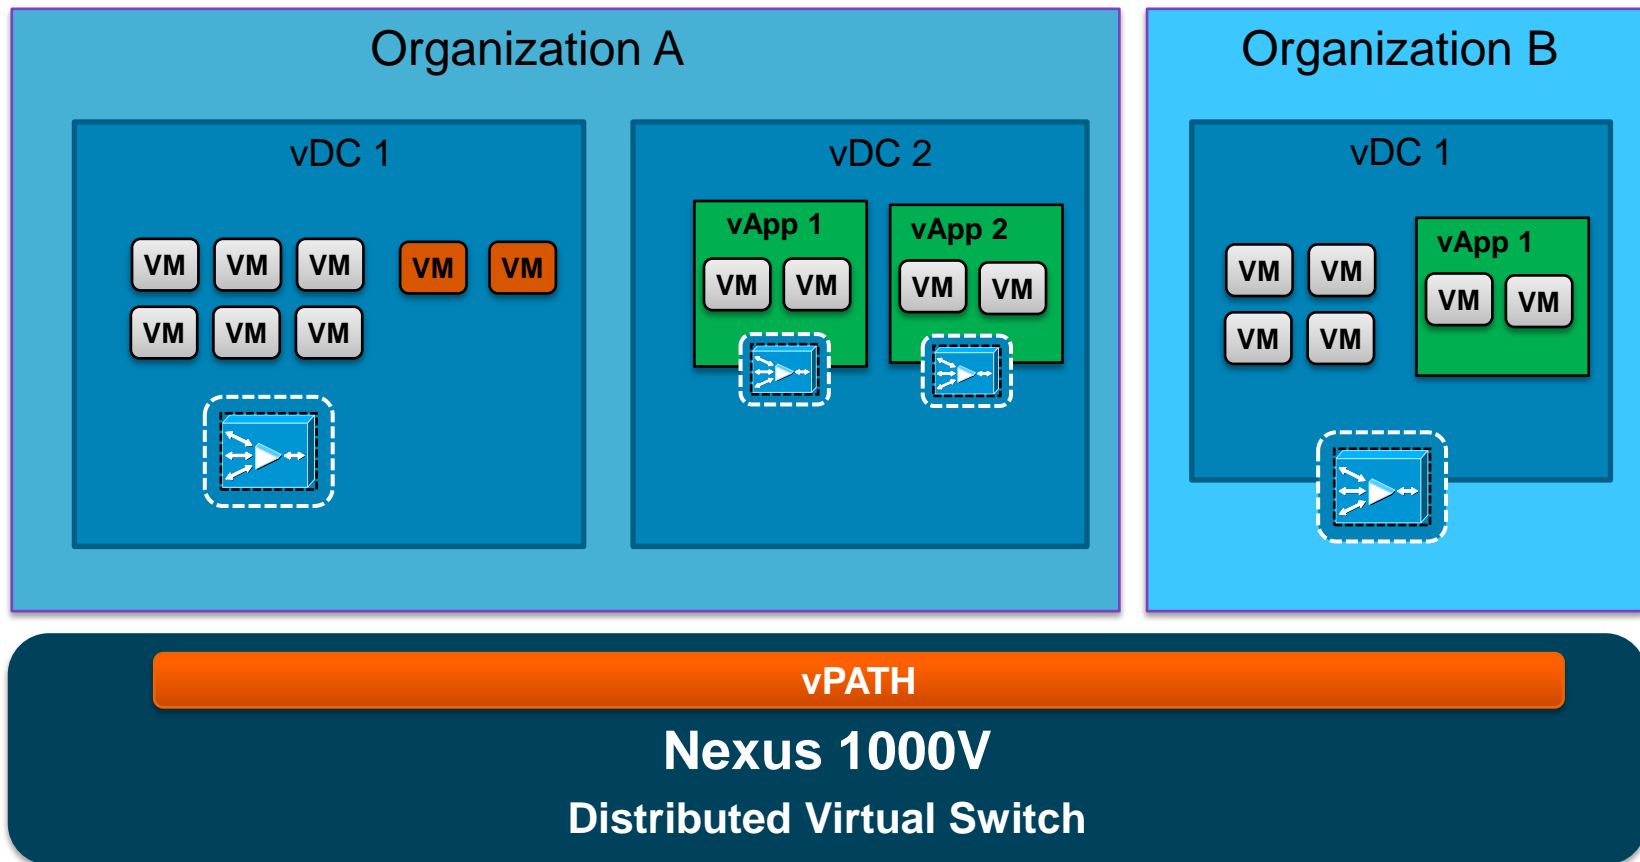 Organization A
vDC 1
VM VM VM VM VM
VM VM VM
vDC 2
vApp 1
VM VM
vApp 2
VM VM
Organization B
vDC 1
VM VM
VM VM
vApp 1
VM VM
vPATH
Nexus 1000V
Distributed Virtual Switch